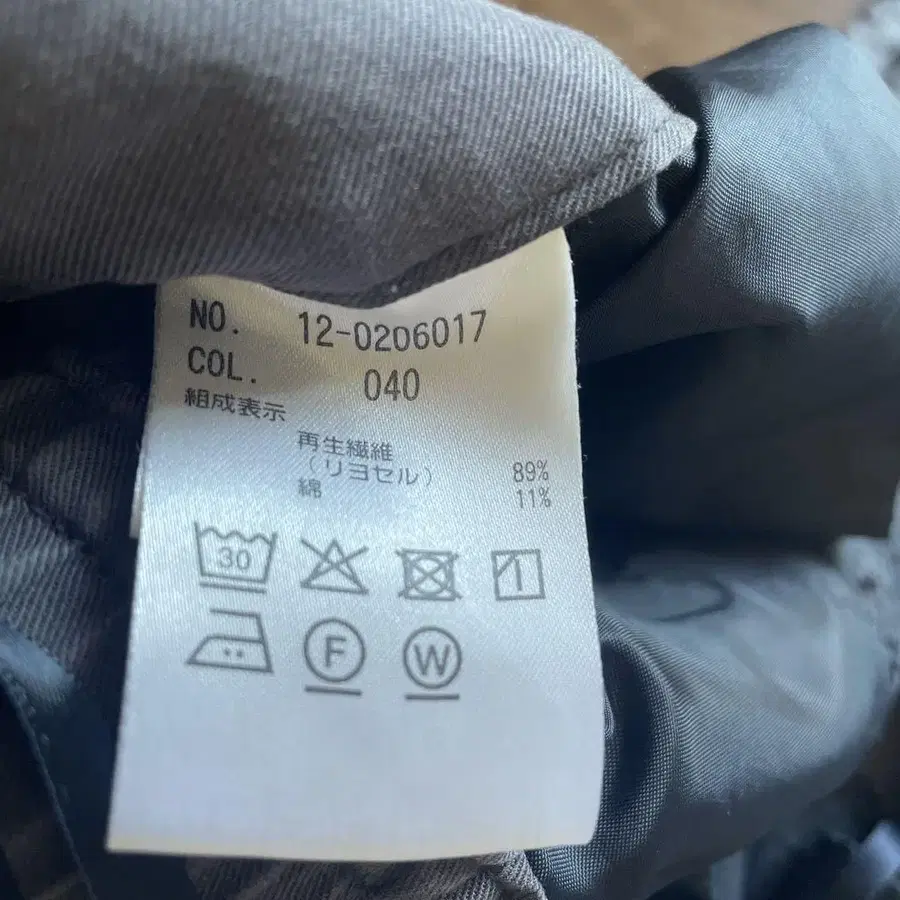 NO. 12-0206017
COL. 040
組成表示
再生繊維
(リヨセル) 89%
綿 11%
30
F
W